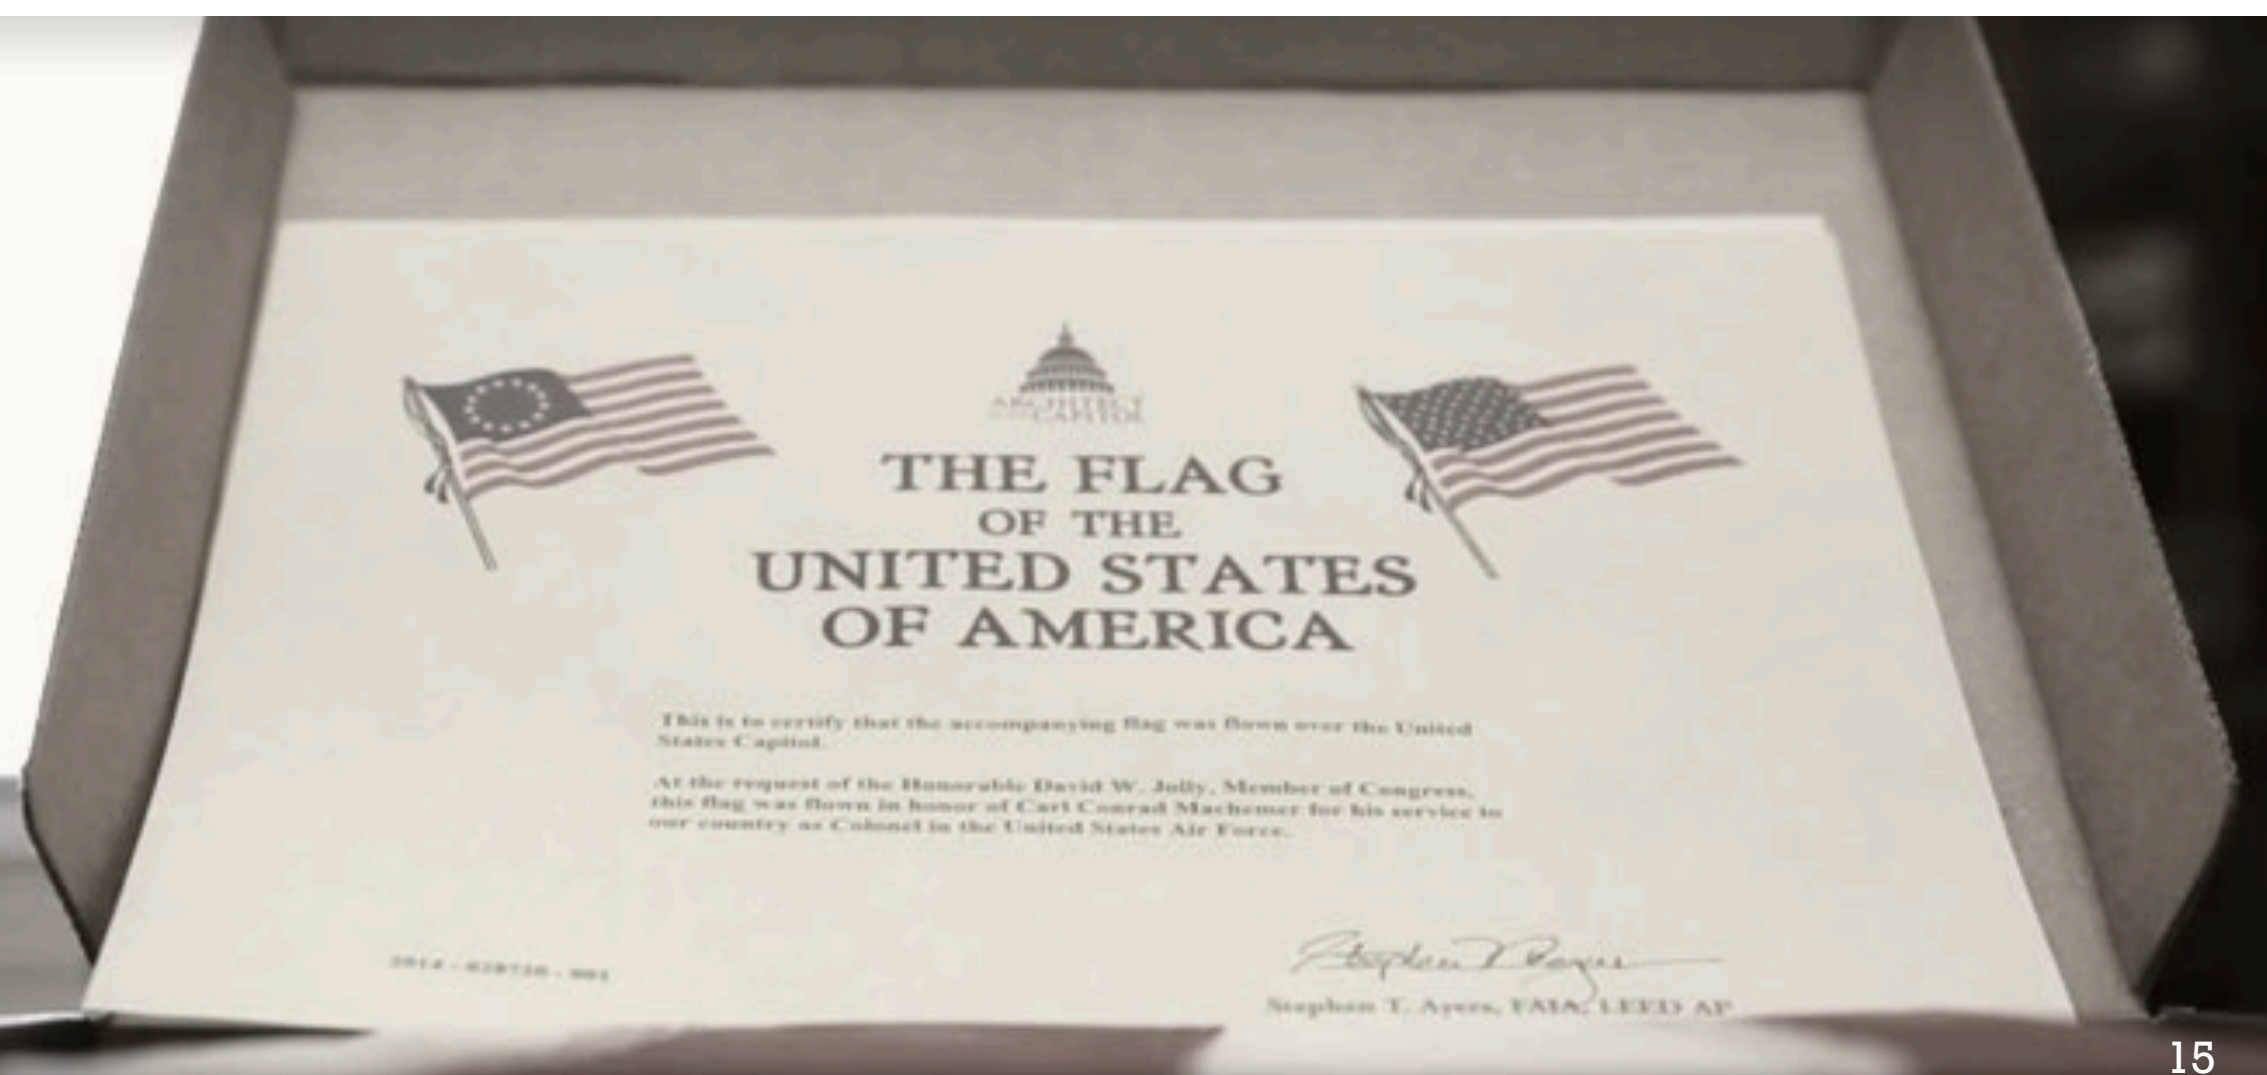 ARCHITECT
CAPITOL
THE FLAG
OF THE
UNITED STATES
OF AMERICA
This is to certify that the accompanying flag was flown over the United
States Capitol.
At the request of the Honorable David W. Jolly, Member of Congress,
this flag was flown in honor of Carl Conrad Machemer for his service to
our country as Colonel in the United States Air Force.
Stephen T. Ayers, FAIA, LEED AP
15